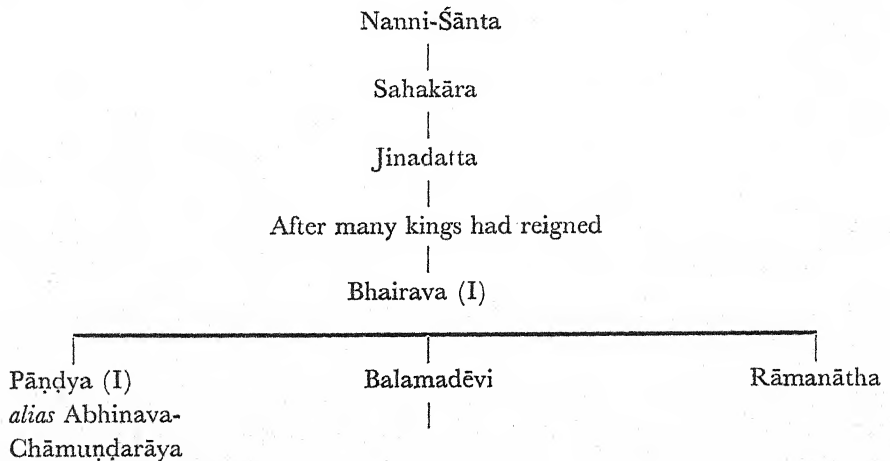 Nanni-Śānta
Sahakāra
Jinadatta
After many kings had reigned
Bhairava (I)
Pāṇḍya (I) Balamadēvi Rāmanātha
alias Abhinava-
Chāmuṇḍarāya